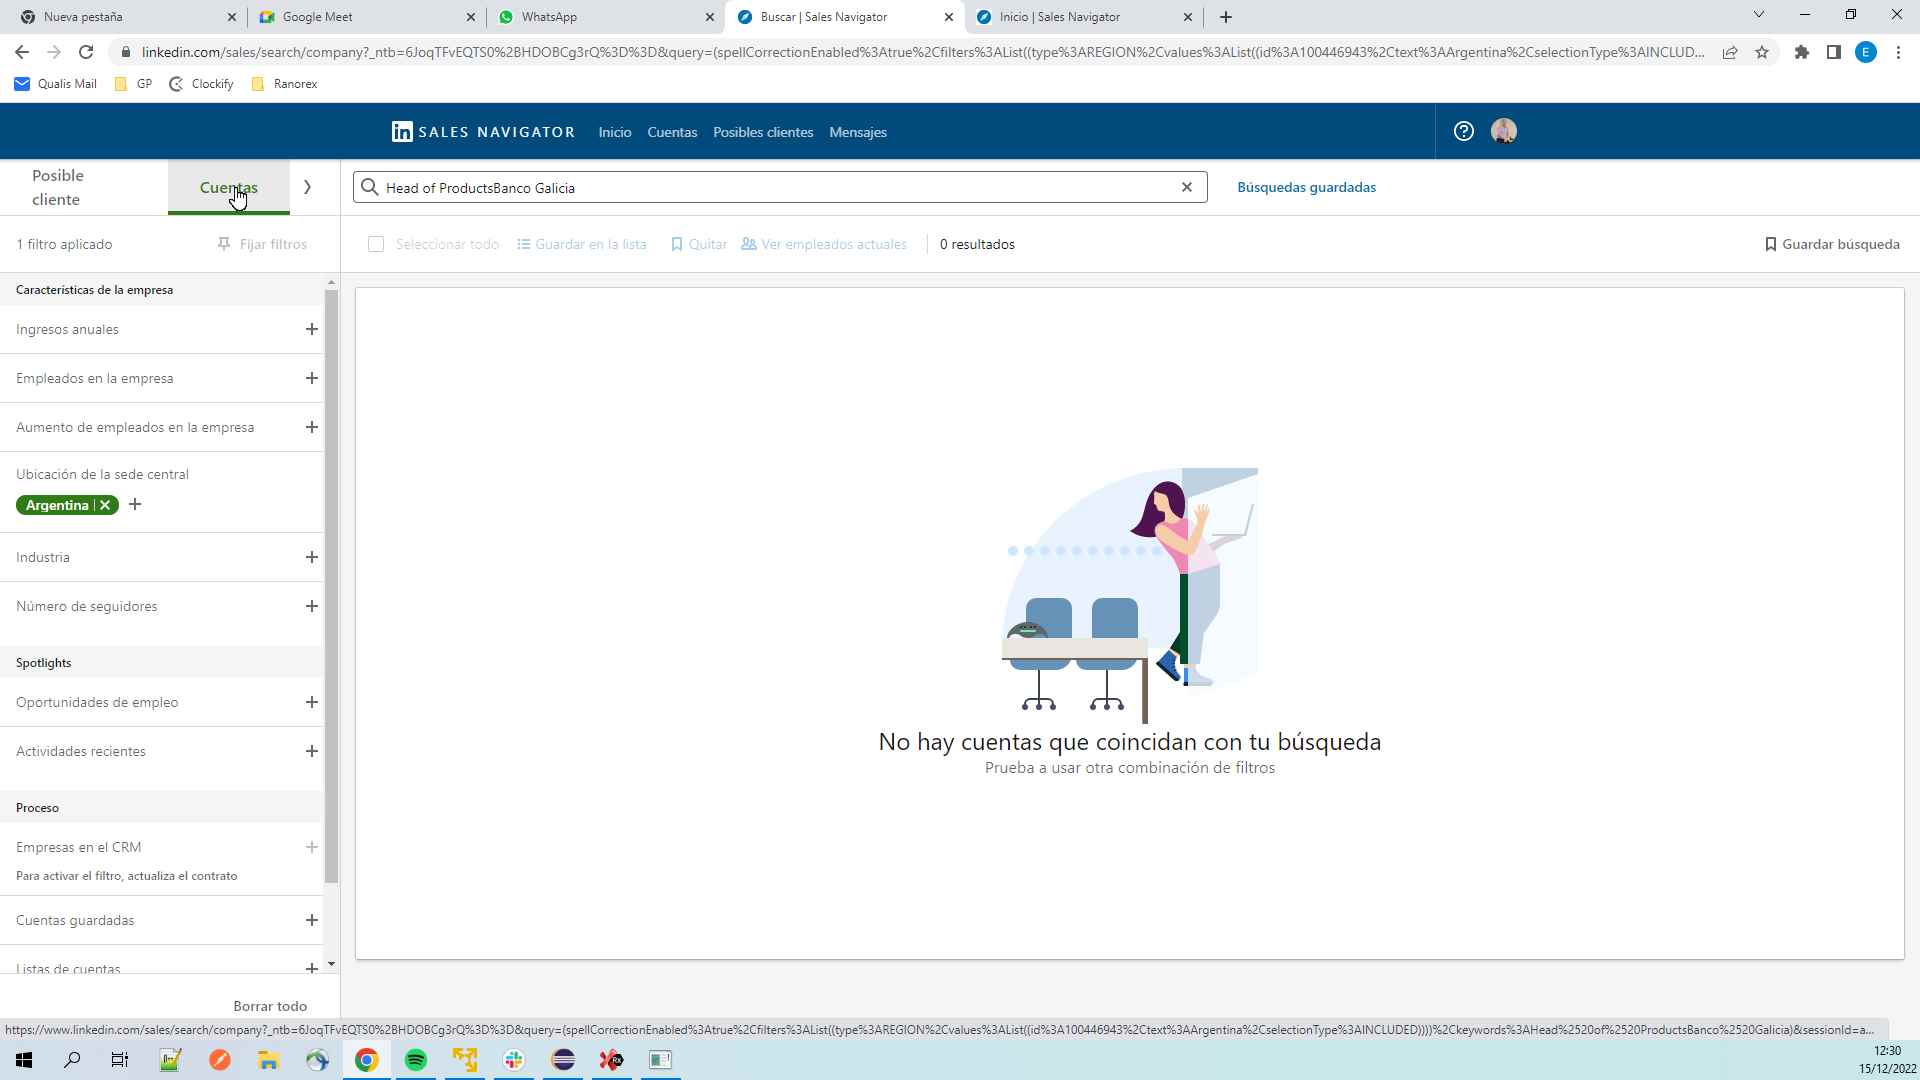 Nueva pestaña
Google Meet
WhatsApp
Buscar | Sales Navigator
Inicio | Sales Navigator
linkedin.com/sales/search/company?_ntb=6JoqTFvEQTS0%2BHDOBCg3rQ%3D%3D&query=(spellCorrectionEnabled%3Atrue%2Cfilters%3AList((type%3AREGION%2Cvalues%3AList((id%3A100446943%2Ctext%3AArgentina%2CselectionType%3AINCLUD...
E
Qualis Mail
GP
Clockify
Ranorex
in SALES NAVIGATOR
Inicio
Cuentas
Posibles clientes
Mensajes
Posible
cliente
Cuentas
Head of ProductsBanco Galicia
Búsquedas guardadas
1 filtro aplicado
Fijar filtros
Seleccionar todo
Guardar en la lista
Quitar
Ver empleados actuales
0 resultados
Guardar búsqueda
Características de la empresa
Ingresos anuales
Empleados en la empresa
Aumento de empleados en la empresa
Ubicación de la sede central
Argentina
Industria
Número de seguidores
Spotlights
Oportunidades de empleo
Actividades recientes
Proceso
Empresas en el CRM
Para activar el filtro, actualiza el contrato
Cuentas guardadas
Listas de cuentas
Borrar todo
No hay cuentas que coincidan con tu búsqueda
Prueba a usar otra combinación de filtros
https://www.linkedin.com/sales/search/company?_ntb=6JoqTFvEQTS0%2BHDOBCg3rQ%3D%3D&query=(spellCorrectionEnabled%3Atrue%2Cfilters%3AList((type%3AREGION%2Cvalues%3AList((id%3A100446943%2Ctext%3AArgentina%2CselectionType%3AINCLUDED))))%2Ckeywords%3AHead%2520of%2520ProductsBanco%2520Galicia)&sessionId=a...
12:30
15/12/2022